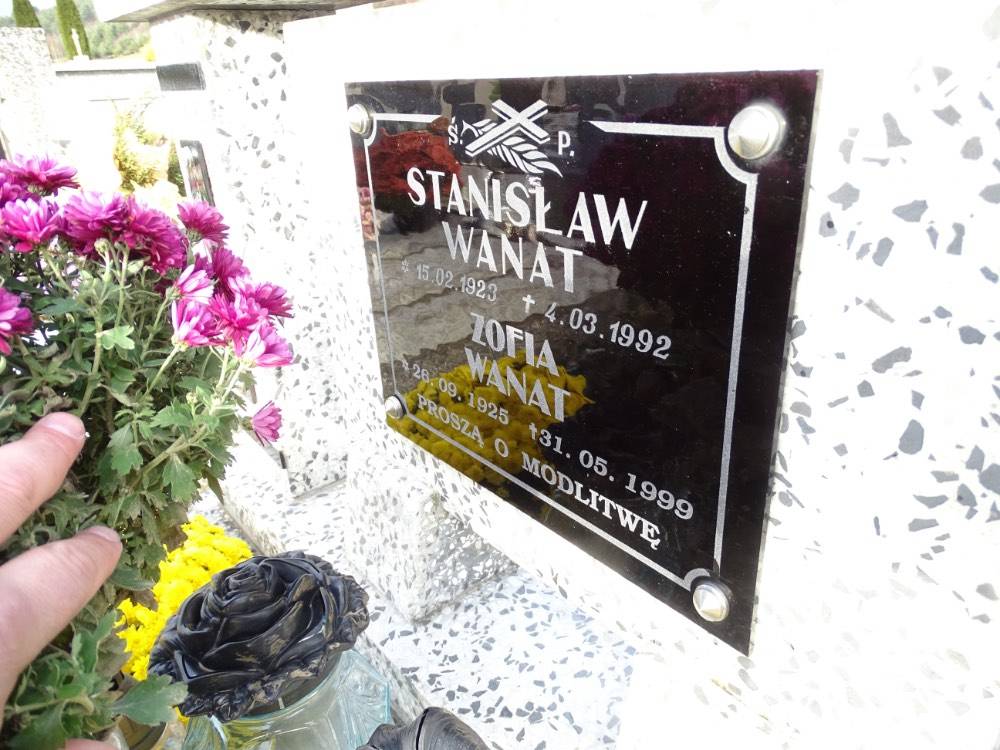 Ś. P.
STANISŁAW
WANAT
* 15.02.1923 † 4.03.1992
ZOFIA
WANAT
* 26.09.1925 †31.05.1999
PROSZĄ O MODLITWĘ